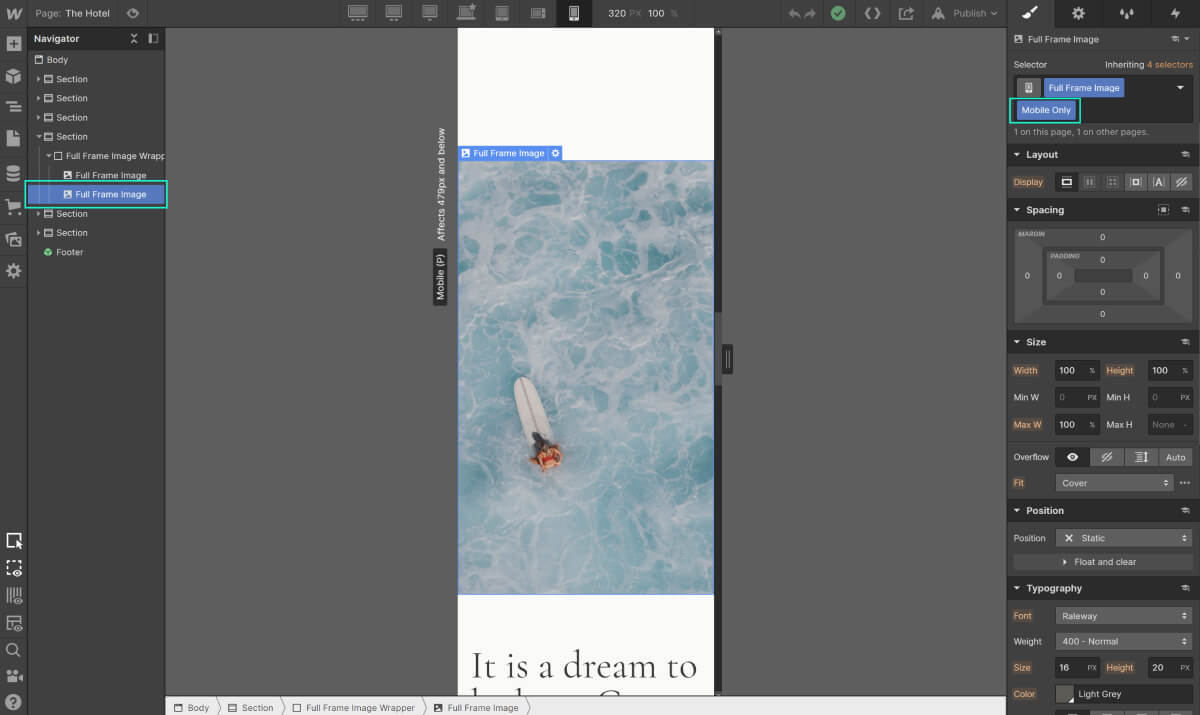 Page: The Hotel
320 PX 100 %
Publish
Navigator
Body
Section
Section
Section
Section
Full Frame Image Wrapp
Full Frame Image
Full Frame Image
Section
Section
Footer
Affects 479px and below
Mobile (P)
Full Frame Image
It is a dream to
Body
Section
Full Frame Image Wrapper
Full Frame Image
Full Frame Image
Selector
Inheriting 4 selectors
Full Frame Image
Mobile Only
1 on this page, 1 on other pages.
Layout
Display
Spacing
MARGIN
0
PADDING
0
0 0 0 0
0
0
Size
Width 100 % Height 100 %
Min W 0 PX Min H 0 PX
Max W 100 % Max H None -
Overflow Auto
Fit Cover
Position
Position Static
Float and clear
Typography
Font Raleway
Weight 400 - Normal
Size 16 PX Height 20 PX
Color Light Grey